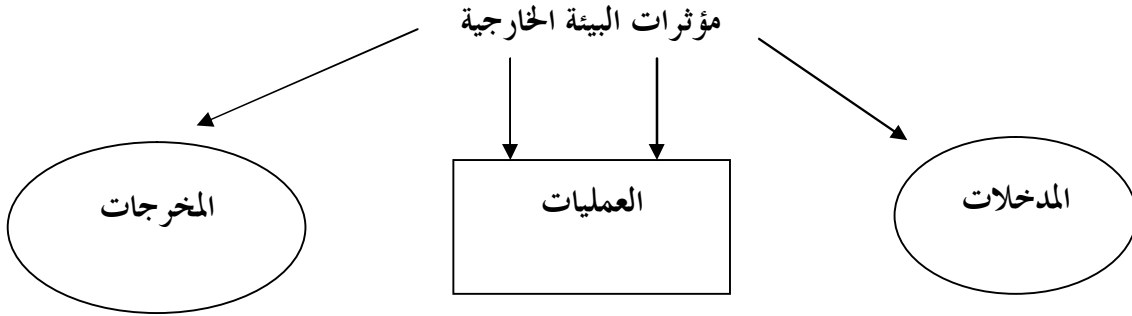 مؤثرات البيئة الخارجية
المدخلات
العمليات
المخرجات